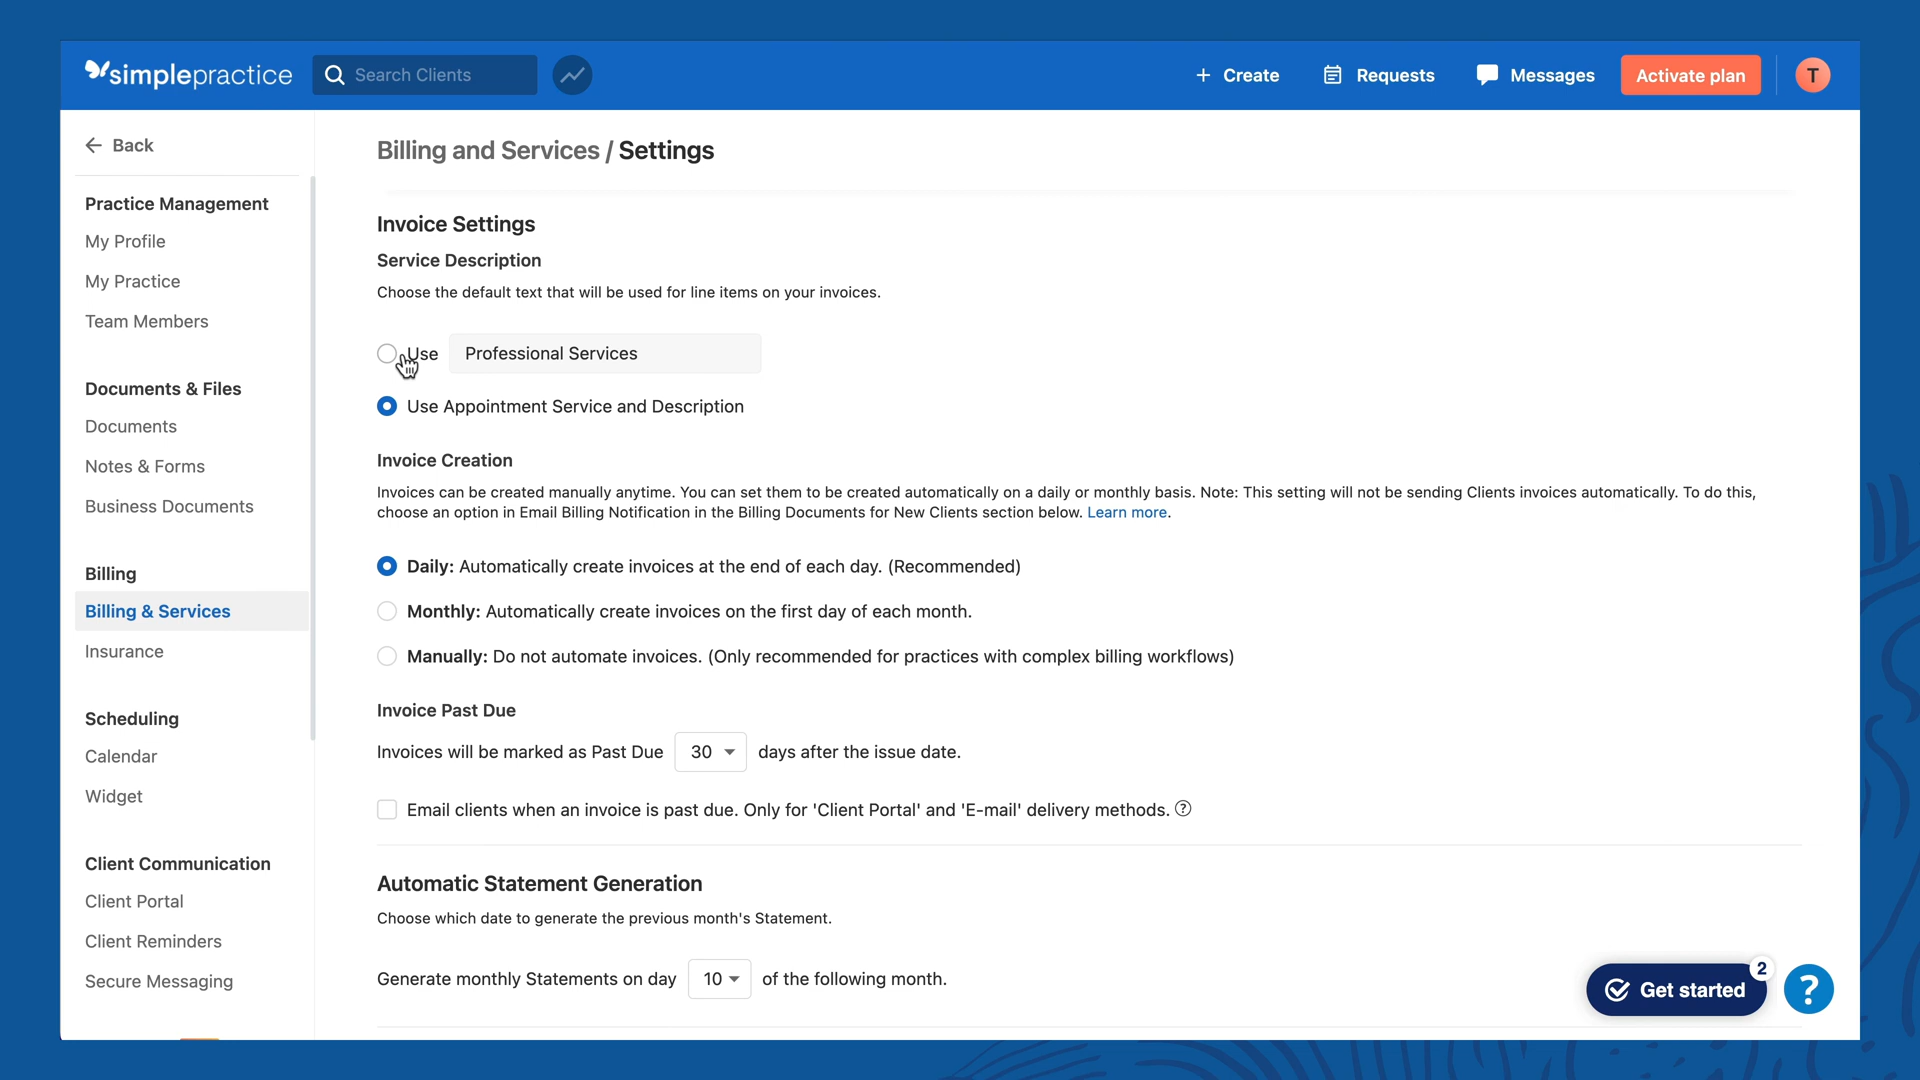 simplepractice
Search Clients
Create
Requests
Messages
Activate plan
T
Back
Practice Management
My Profile
My Practice
Team Members
Documents & Files
Documents
Notes & Forms
Business Documents
Billing
Billing & Services
Insurance
Scheduling
Calendar
Widget
Client Communication
Client Portal
Client Reminders
Secure Messaging
Billing and Services / Settings
Invoice Settings
Service Description
Choose the default text that will be used for line items on your invoices.
Use Professional Services
Use Appointment Service and Description
Invoice Creation
Invoices can be created manually anytime. You can set them to be created automatically on a daily or monthly basis. Note: This setting will not be sending Clients invoices automatically. To do this,
choose an option in Email Billing Notification in the Billing Documents for New Clients section below. Learn more.
Daily: Automatically create invoices at the end of each day. (Recommended)
Monthly: Automatically create invoices on the first day of each month.
Manually: Do not automate invoices. (Only recommended for practices with complex billing workflows)
Invoice Past Due
Invoices will be marked as Past Due 30 days after the issue date.
Email clients when an invoice is past due. Only for 'Client Portal' and 'E-mail' delivery methods. ?
Automatic Statement Generation
Choose which date to generate the previous month's Statement.
Generate monthly Statements on day 10 of the following month.
Get started
2
?